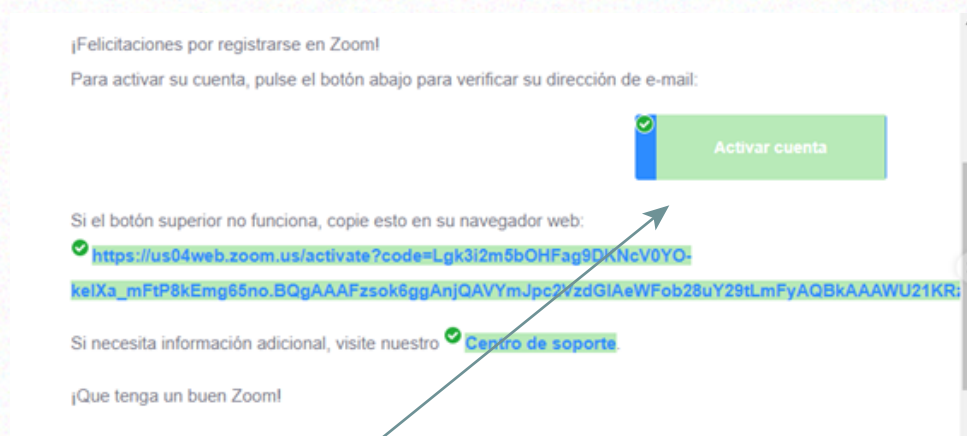 ¡Felicitaciones por registrarse en Zoom!
Para activar su cuenta, pulse el botón abajo para verificar su dirección de e-mail:
Activar cuenta
Si el botón superior no funciona, copie esto en su navegador web:
https://us04web.zoom.us/activate?code=Lgk3i2m5bOHFag9DKNcV0YO-
kelXa_mFtP8kEmg65no.BQgAAAFzsok6ggAnjQAVYmJpc2VzdGlAeWFob28uY29tLmFyAQBkAAAWU21KRz
Si necesita información adicional, visite nuestro Centro de soporte.
¡Que tenga un buen Zoom!